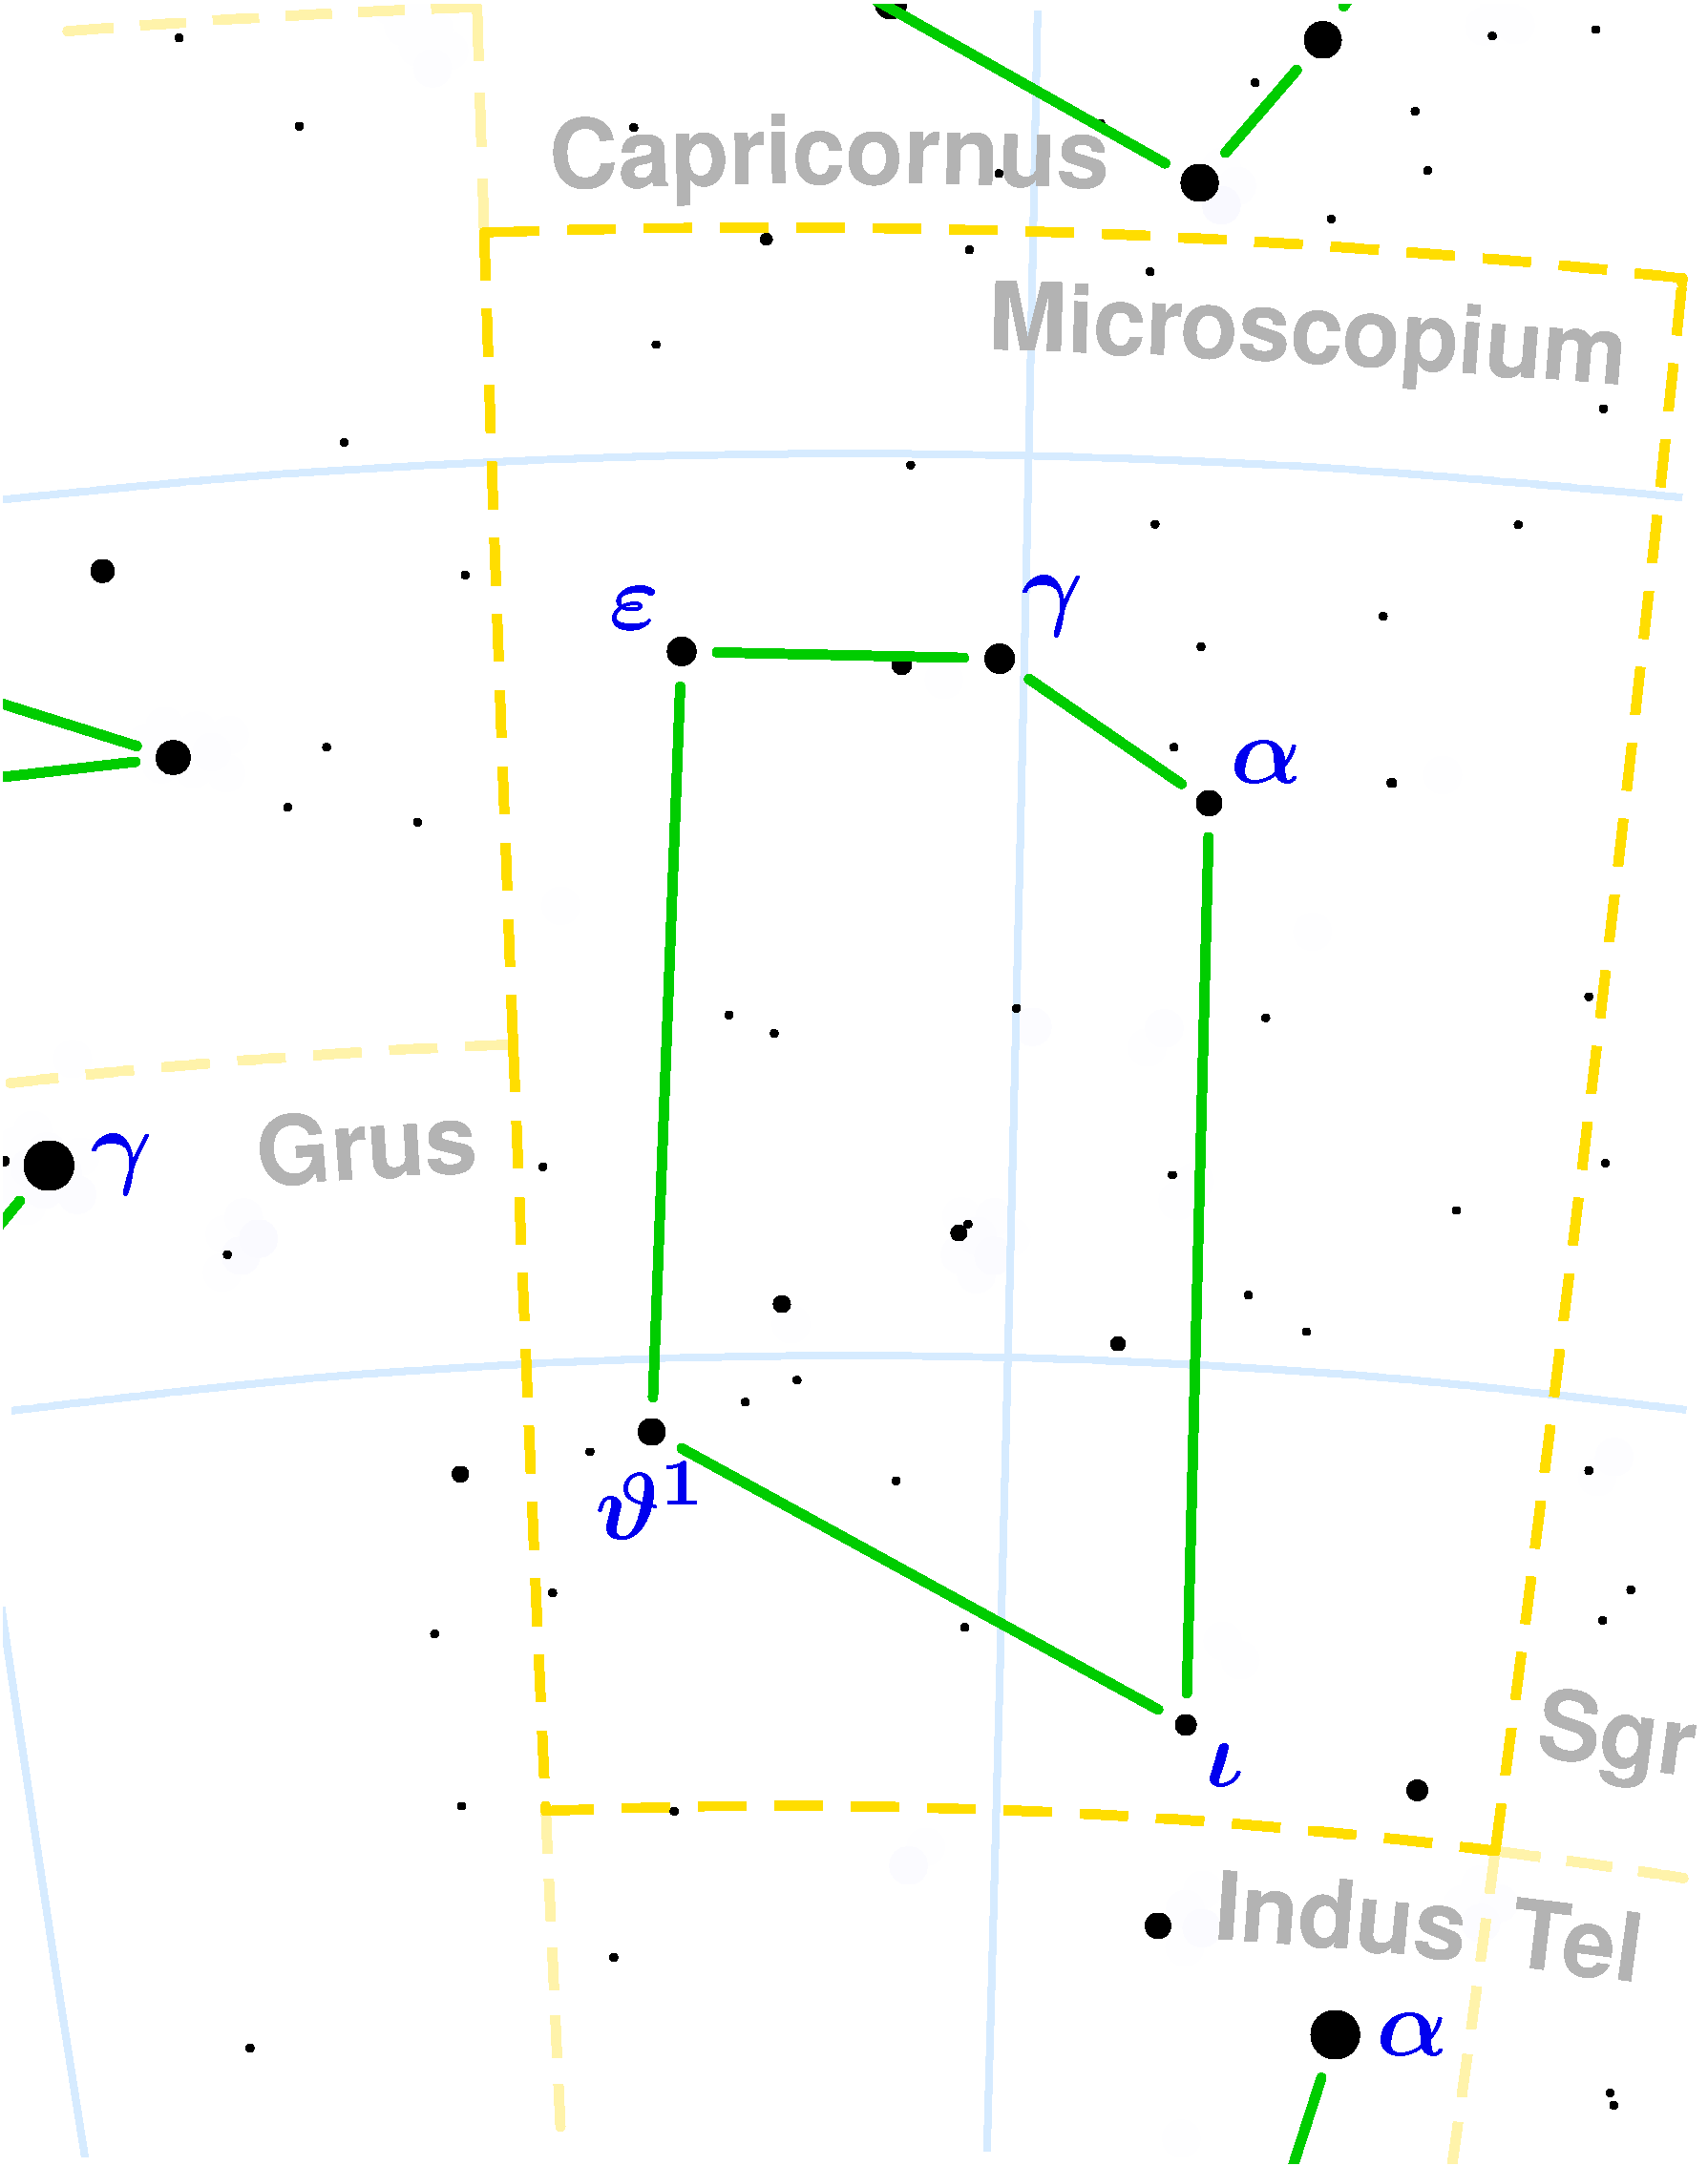 Capricornus
Microscopium
ε γ
α
γ Grus
ϑ¹
Sgr
ι
Indus Tel
α